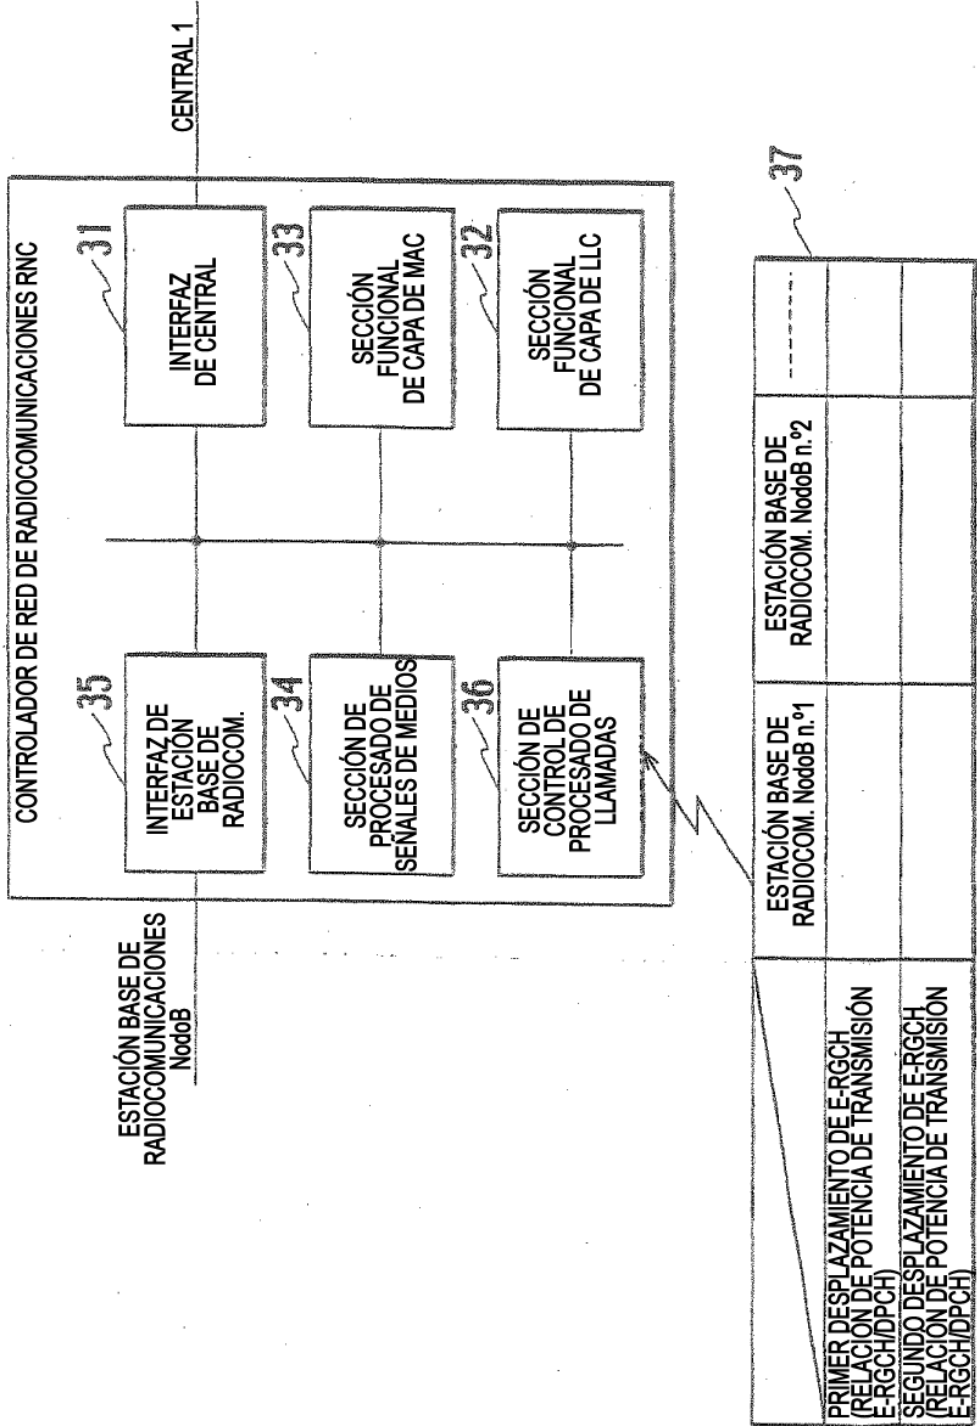 CONTROLADOR DE RED DE RADIOCOMUNICACIONES RNC
ESTACIÓN BASE DE
RADIOCOMUNICACIONES
NodoB
35
INTERFAZ DE
ESTACIÓN
BASE DE
RADIOCOM.
31
INTERFAZ
DE CENTRAL
CENTRAL 1
34
SECCIÓN DE
PROCESADO DE
SEÑALES DE MEDIOS
33
SECCIÓN
FUNCIONAL
DE CAPA DE MAC
36
SECCIÓN DE
CONTROL DE
PROCESADO DE
LLAMADAS
32
SECCIÓN
FUNCIONAL
DE CAPA DE LLC
37
ESTACIÓN BASE DE
RADIOCOM. NodoB n.º1
ESTACIÓN BASE DE
RADIOCOM. NodoB n.º2
-------
PRIMER DESPLAZAMIENTO DE E-RGCH
(RELACIÓN DE POTENCIA DE TRANSMISIÓN
E-RGCH/DPCH)
SEGUNDO DESPLAZAMIENTO DE E-RGCH
(RELACIÓN DE POTENCIA DE TRANSMISIÓN
E-RGCH/DPCH)